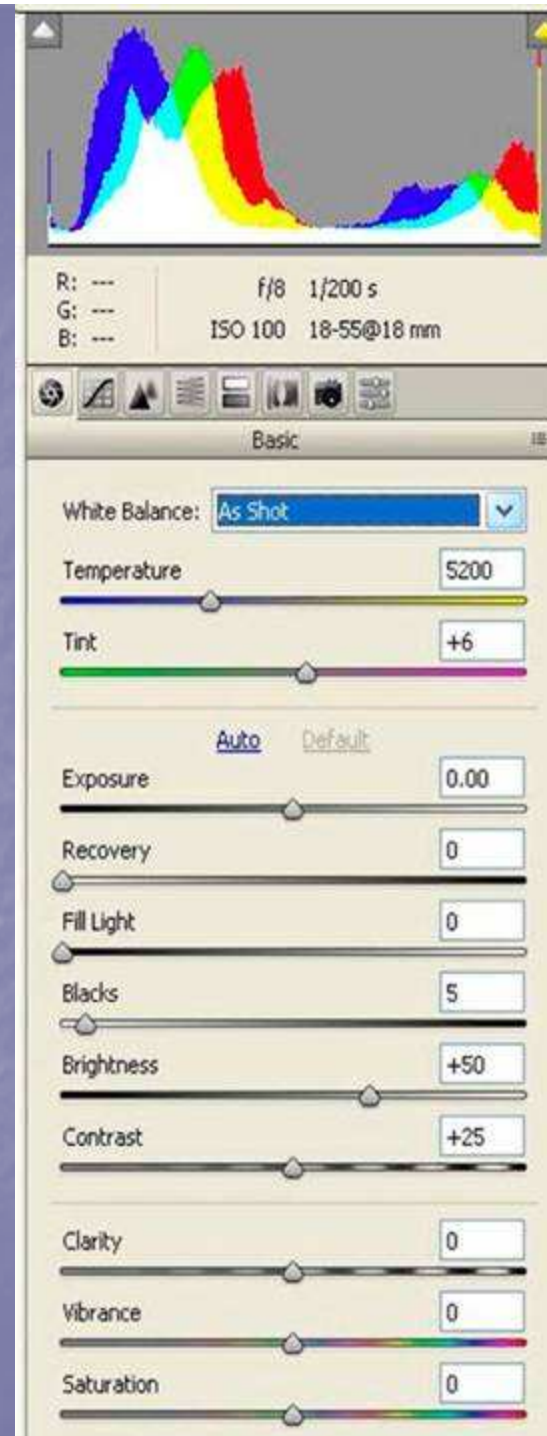 R: --- f/8 1/200 s
G: ---
B: --- ISO 100 18-55@18 mm
Basic
White Balance: As Shot
Temperature 5200
Tint +6
Auto Default
Exposure 0.00
Recovery 0
Fill Light 0
Blacks 5
Brightness +50
Contrast +25
Clarity 0
Vibrance 0
Saturation 0